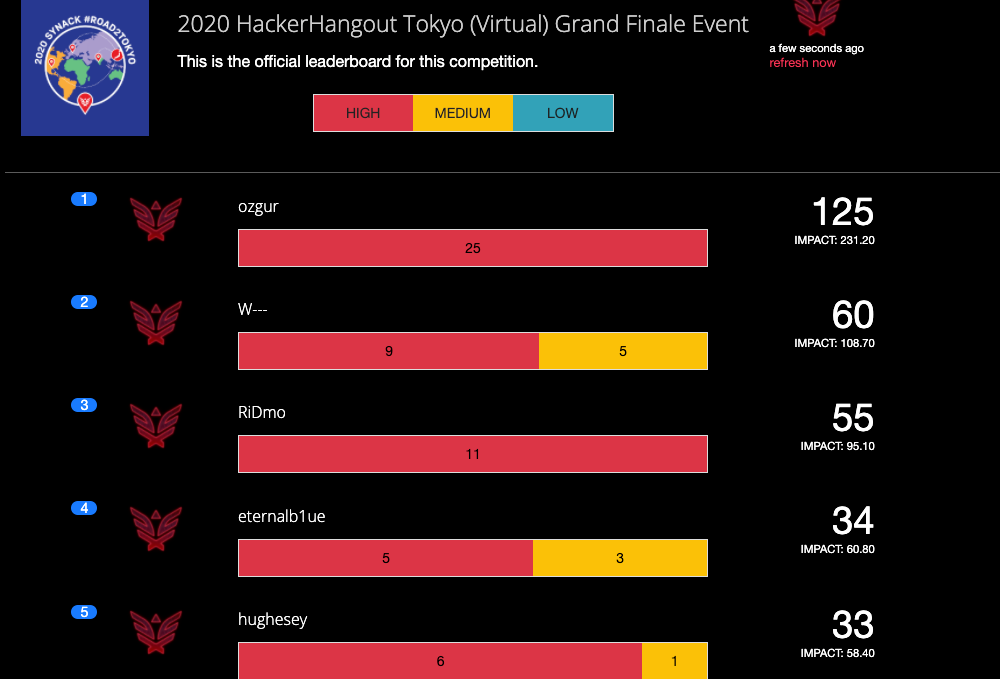 2020 SYNACK #ROAD2TOKYO
2020 HackerHangout Tokyo (Virtual) Grand Finale Event
This is the official leaderboard for this competition.
a few seconds ago
refresh now
HIGH MEDIUM LOW
1 ozgur 125
25 IMPACT: 231.20
2 W--- 60
9 5 IMPACT: 108.70
3 RiDmo 55
11 IMPACT: 95.10
4 eternalb1ue 34
5 3 IMPACT: 60.80
5 hughesey 33
6 1 IMPACT: 58.40